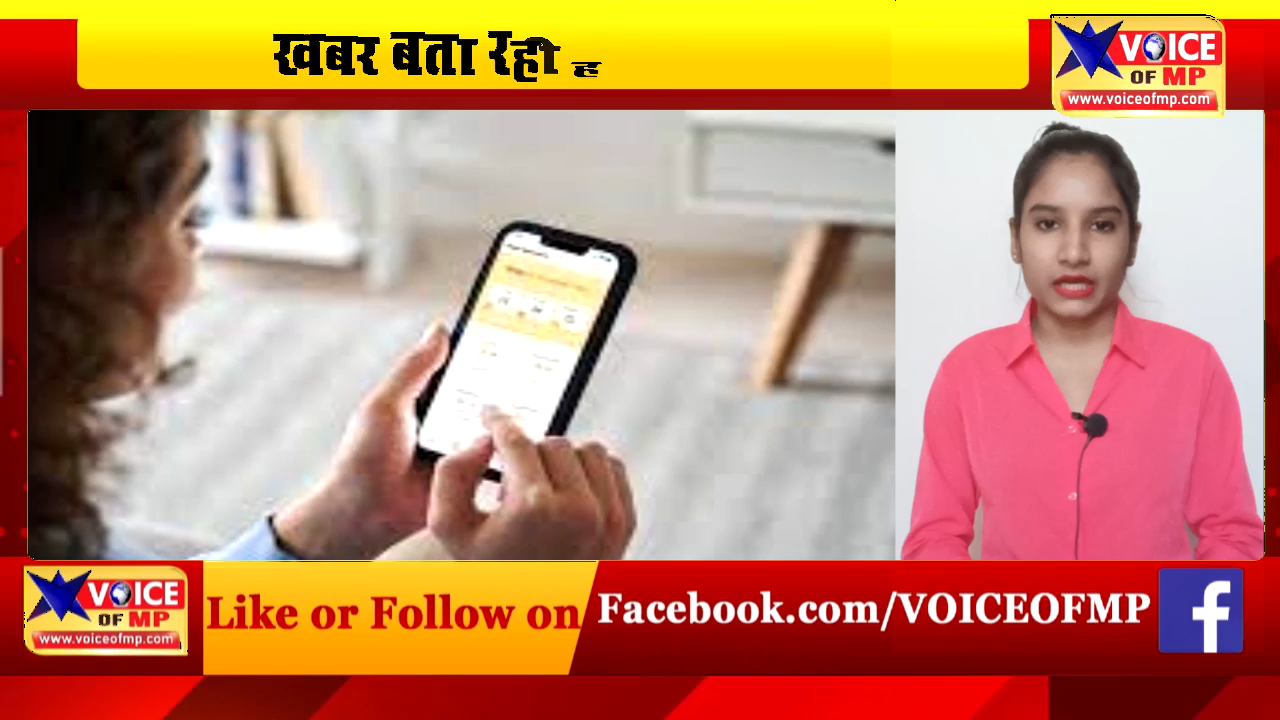 खबर बता रही ह
VOICE
OF MP
www.voiceofmp.com
VOICE
OF MP
www.voiceofmp.com
Like or Follow on
Facebook.com/VOICEOFMP
f